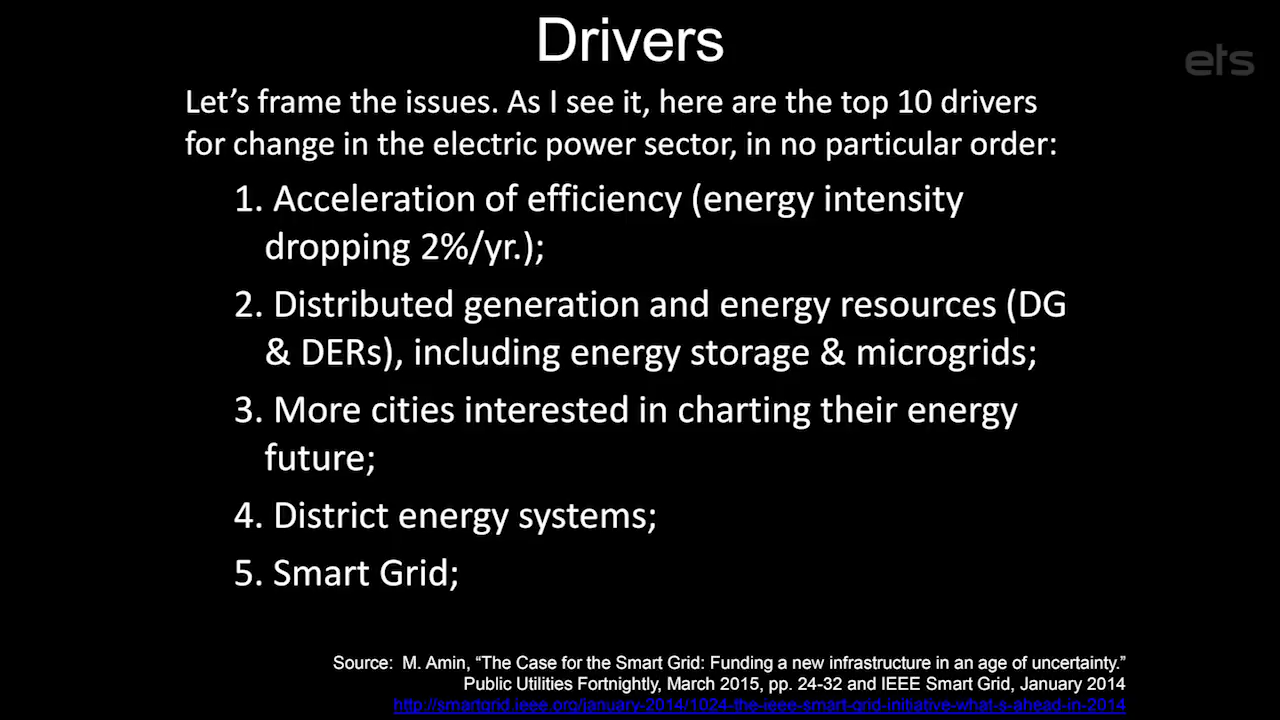 Drivers
ets
Let’s frame the issues. As I see it, here are the top 10 drivers
for change in the electric power sector, in no particular order:
1. Acceleration of efficiency (energy intensity
dropping 2%/yr.);
2. Distributed generation and energy resources (DG
& DERs), including energy storage & microgrids;
3. More cities interested in charting their energy
future;
4. District energy systems;
5. Smart Grid;
Source:  M. Amin, “The Case for the Smart Grid: Funding a new infrastructure in an age of uncertainty.”
Public Utilities Fortnightly, March 2015, pp. 24-32 and IEEE Smart Grid, January 2014
http://smartgrid.ieee.org/january-2014/1024-the-ieee-smart-grid-initiative-what-s-ahead-in-2014